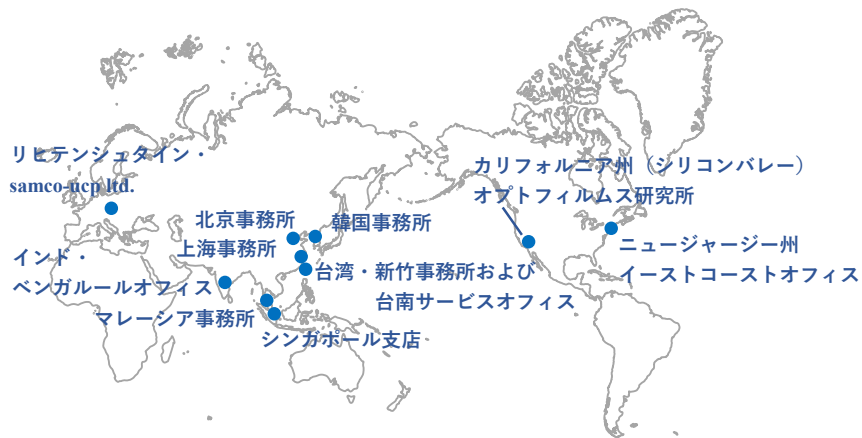 リヒテンシュタイン・
samco-ucp ltd.
カリフォルニア州（シリコンバレー）
オプトフィルムス研究所
北京事務所
韓国事務所
上海事務所
ニュージャージー州
イーストコーストオフィス
インド・
ベンガルールオフィス
台湾・新竹事務所および
台南サービスオフィス
マレーシア事務所
シンガポール支店